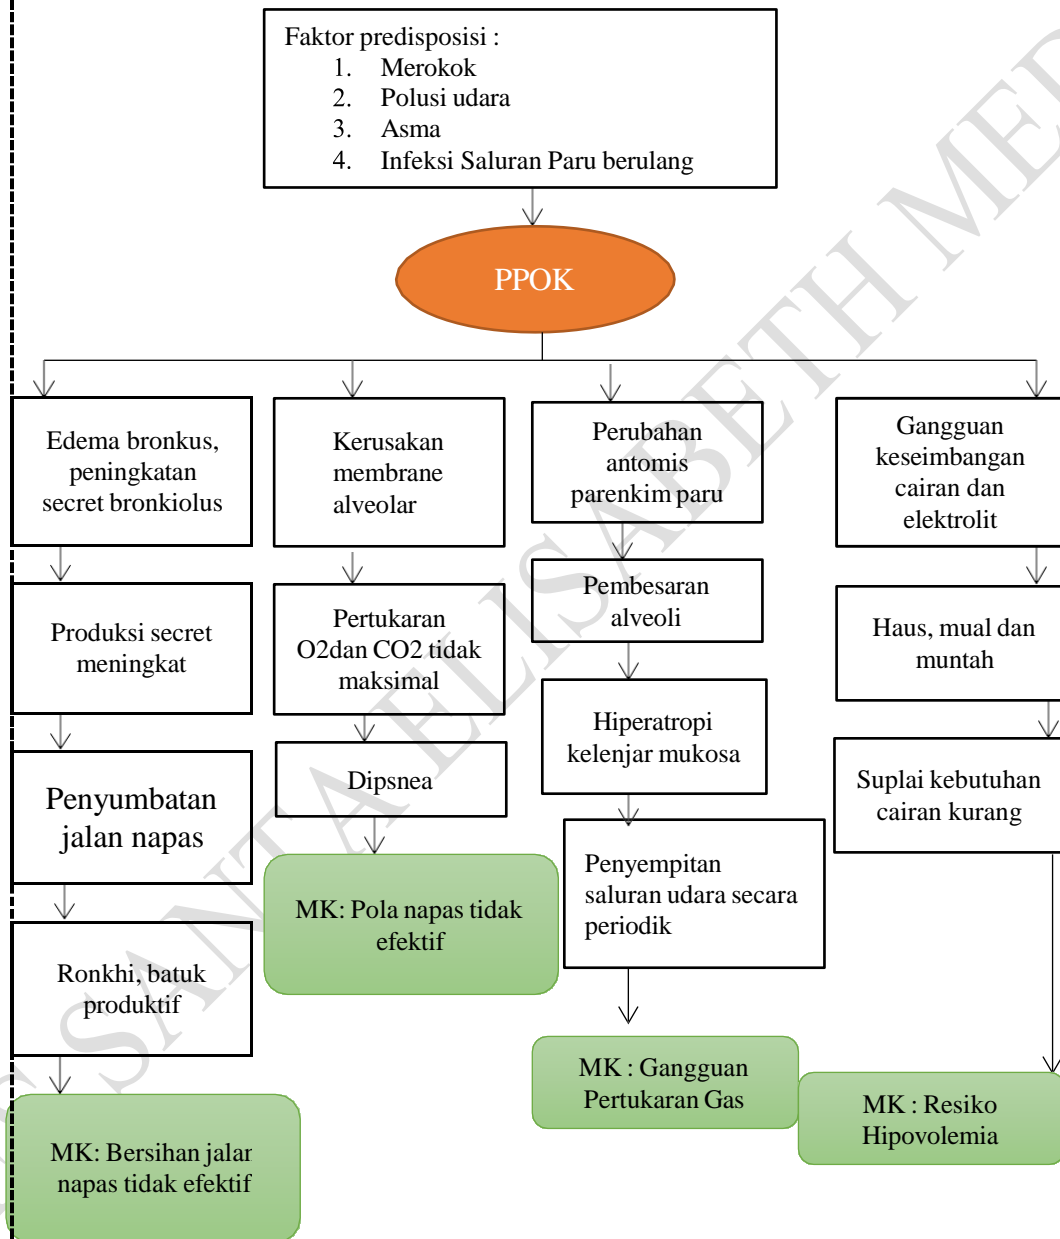 Faktor predisposisi :
1. Merokok
2. Polusi udara
3. Asma
4. Infeksi Saluran Paru berulang
PPOK
Edema bronkus,
peningkatan
secret bronkiolus
Kerusakan
membrane
alveolar
Perubahan
antomis
parenkim paru
Gangguan
keseimbangan
cairan dan
elektrolit
Produksi secret
meningkat
Pertukaran
O2dan CO2 tidak
maksimal
Pembesaran
alveoli
Haus, mual dan
muntah
Penyumbatan
jalan napas
Dipsnea
Hiperatropi
kelenjar mukosa
Suplai kebutuhan
cairan kurang
Ronkhi, batuk
produktif
MK: Pola napas tidak
efektif
Penyempitan
saluran udara secara
periodik
MK: Bersihan jalan
napas tidak efektif
MK : Gangguan
Pertukaran Gas
MK : Resiko
Hipovolemia
SANTA ELISABETH MED